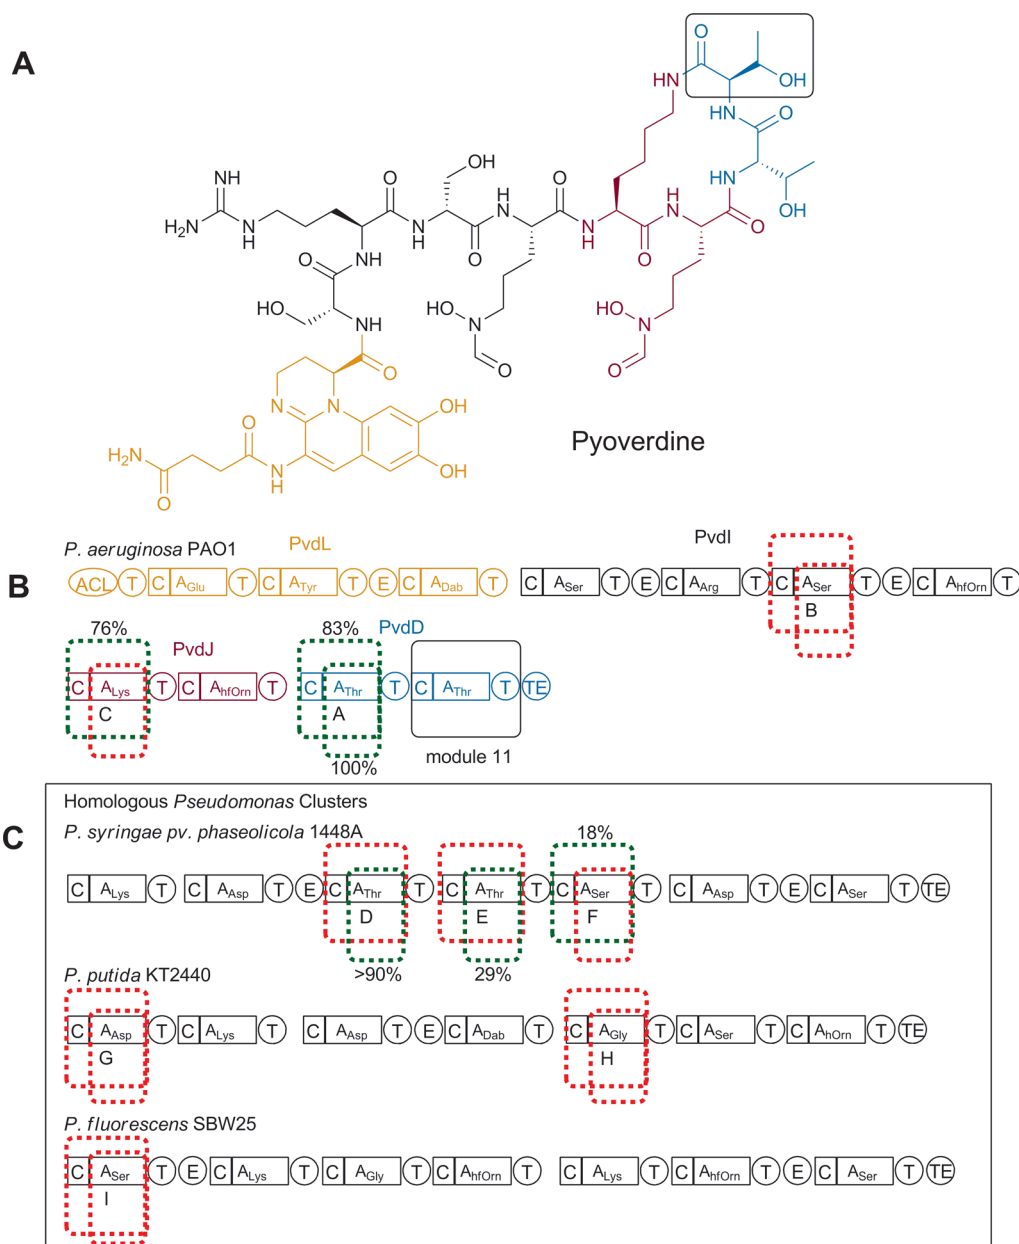 A
O
OH
HN
HN
O
NH
H2N
N
H
O
N
H
OH
O
H
N
O
N
H
O
H
N
O
HN
OH
O
NH
HO
NH
O
HO
N
O
HO
N
O
N
N
OH
OH
O
N
H
O
H2N
O
Pyoverdine
B
P. aeruginosa PAO1
PvdL
PvdI
ACL T C AGlu T C ATyr T E C ADab T C ASer T E C AArg T C ASer T E C AhfOrn T
B
76%
83%
PvdJ
PvdD
C ALys T C AhfOrn T C AThr T C AThr T TE
C
A
100%
module 11
C
Homologous Pseudomonas Clusters
P. syringae pv. phaseolicola 1448A
18%
C ALys T C AAsp T E C AThr T C AThr T C ASer T C AAsp T E C ASer T TE
D
E
F
>90%
29%
P. putida KT2440
C AAsp T C ALys T C AAsp T E C ADab T C AGly T C ASer T C AhOrn T TE
G
H
P. fluorescens SBW25
C ASer T E C ALys T C AGly T C AhfOrn T C ALys T C AhfOrn T E C ASer T TE
I